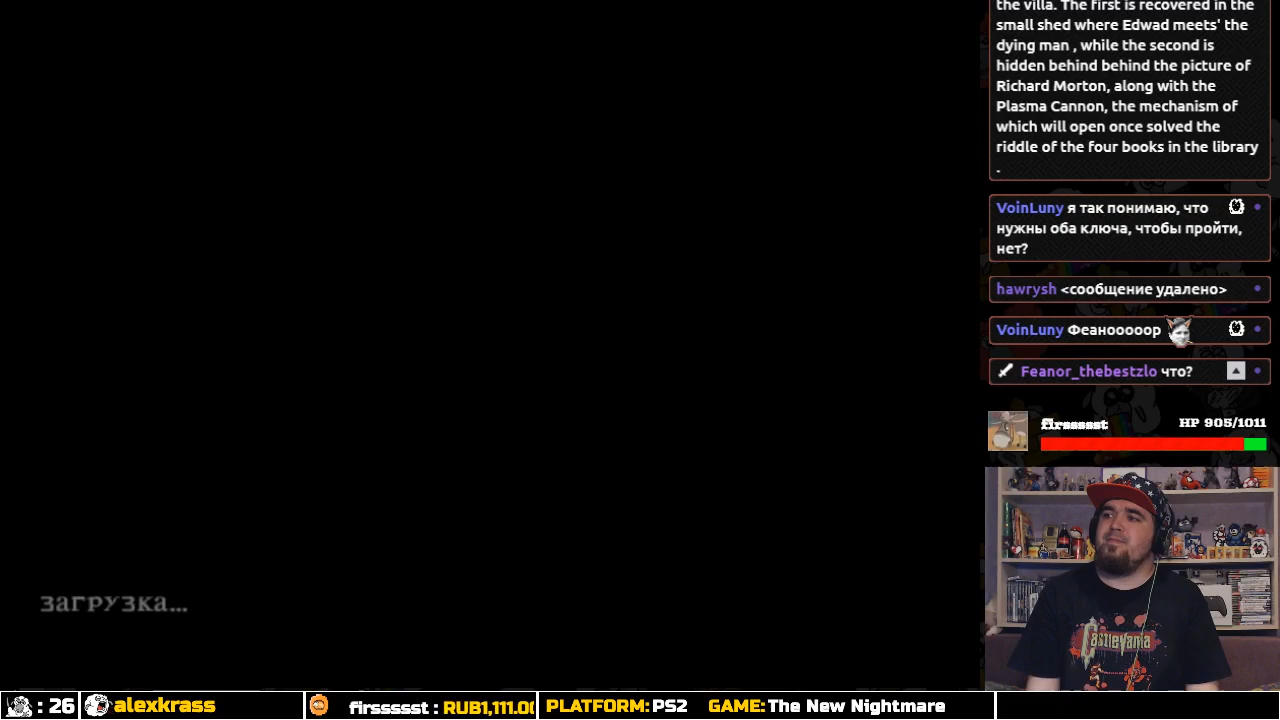 the villa. The first is recovered in the
small shed where Edwad meets' the
dying man , while the second is
hidden behind behind the picture of
Richard Morton, along with the
Plasma Cannon, the mechanism of
which will open once solved the
riddle of the four books in the library
.
VoinLuny я так понимаю, что
нужны оба ключа, чтобы пройти,
нет?
hawrysh <сообщение удалено>
VoinLuny Феанооооор
Feanor_thebestzlo что?
firssssst HP 905/1011
Castlevania
загрузка...
: 26 alexkrass firssssst : RUB1,111.00 PLATFORM: PS2 GAME: The New Nightmare